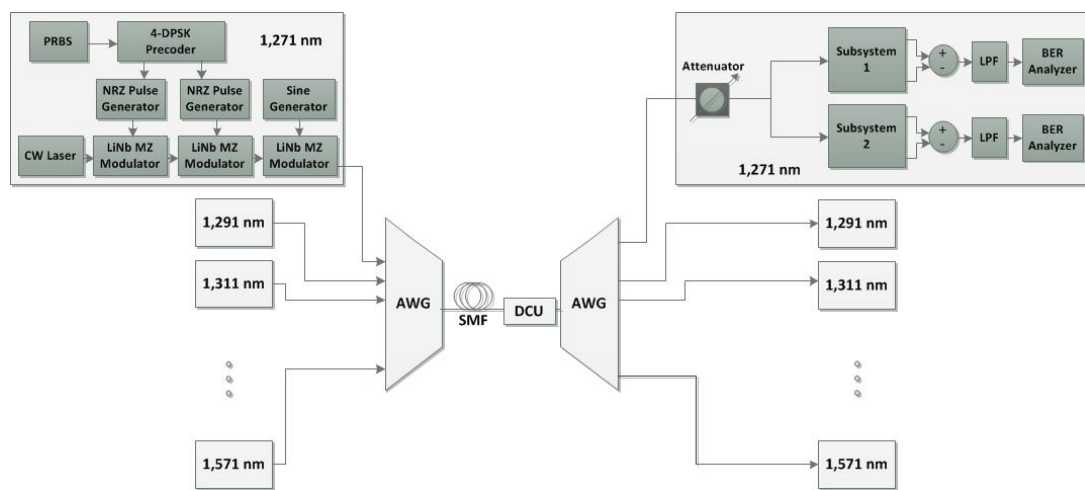 PRBS
4-DPSK
Precoder
1,271 nm
NRZ Pulse
Generator
NRZ Pulse
Generator
Sine
Generator
CW Laser
LiNb MZ
Modulator
LiNb MZ
Modulator
LiNb MZ
Modulator
1,291 nm
1,311 nm
1,571 nm
AWG
SMF
DCU
AWG
Attenuator
Subsystem
1
+
-
LPF
BER
Analyzer
Subsystem
2
+
-
LPF
BER
Analyzer
1,271 nm
1,291 nm
1,311 nm
1,571 nm